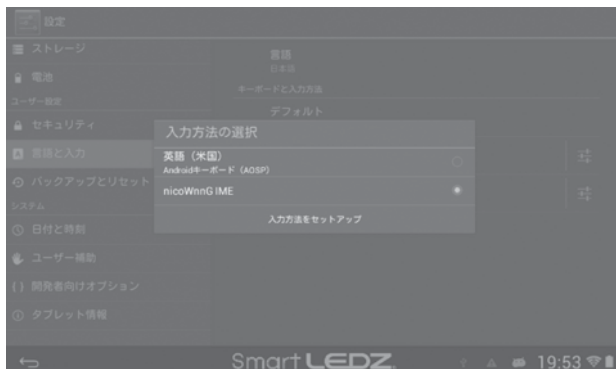 設定
ストレージ
電池
ユーザー設定
セキュリティ
言語と入力
バックアップとリセット
システム
日付と時刻
ユーザー補助
{ } 開発者向けオプション
タブレット情報
言語
日本語
キーボードと入力方法
デフォルト
入力方法の選択
英語（米国）
Androidキーボード（AOSP）
nicoWnnG IME
入力方法をセットアップ
Smart LEDZ.
19:53